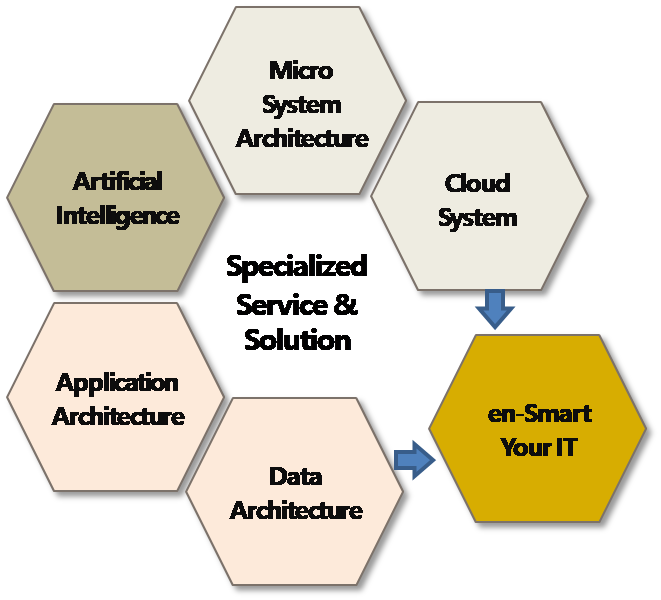 Micro
System
Architecture
Artificial
Intelligence
Cloud
System
Specialized
Service &
Solution
Application
Architecture
en-Smart
Your IT
Data
Architecture